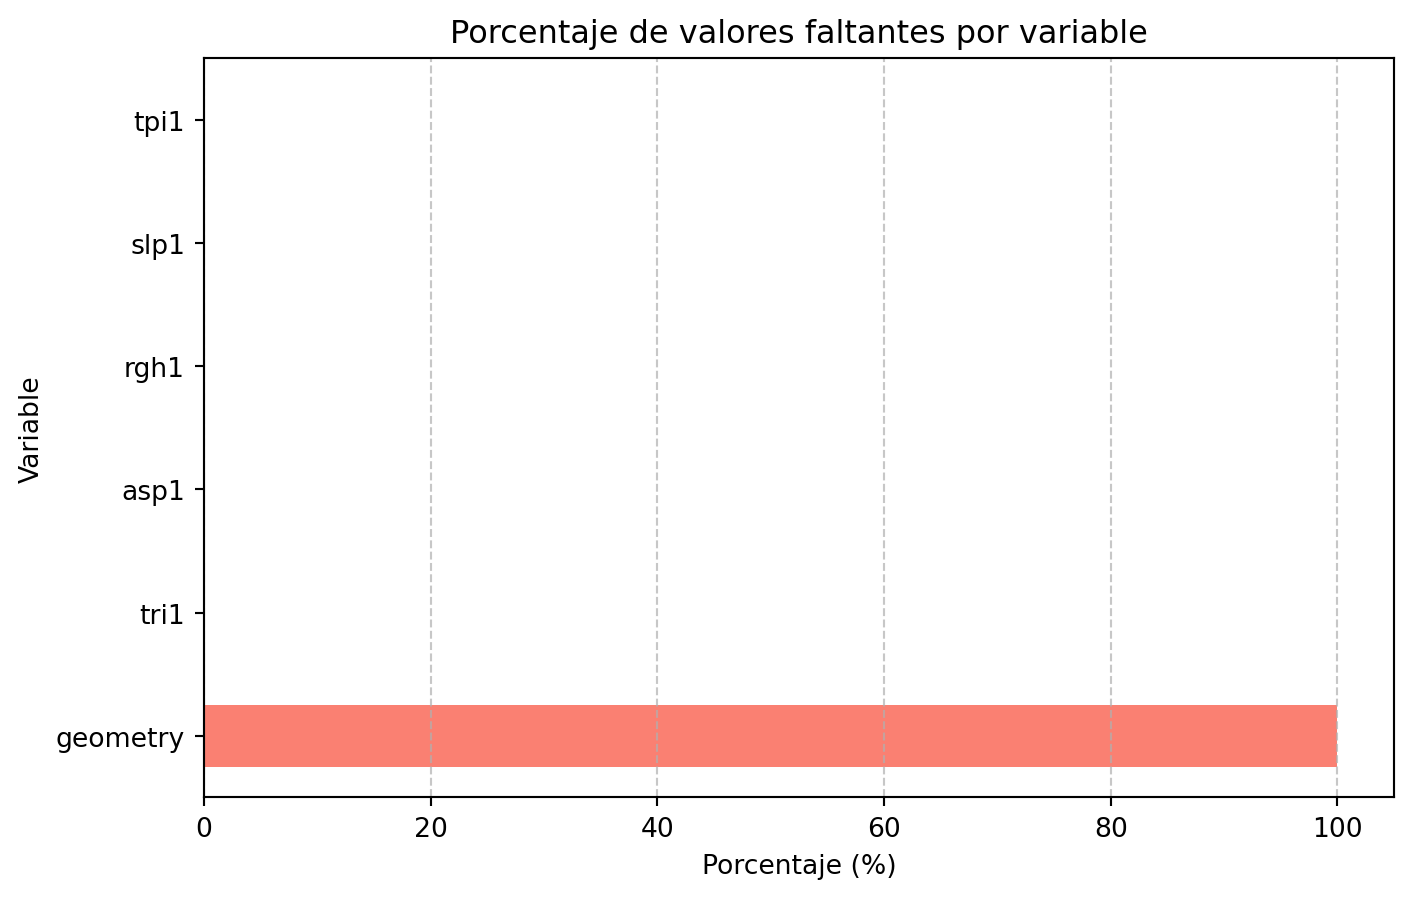 Porcentaje de valores faltantes por variable
tpi1
slp1
rgh1
asp1
tri1
geometry
Variable
0 20 40 60 80 100
Porcentaje (%)